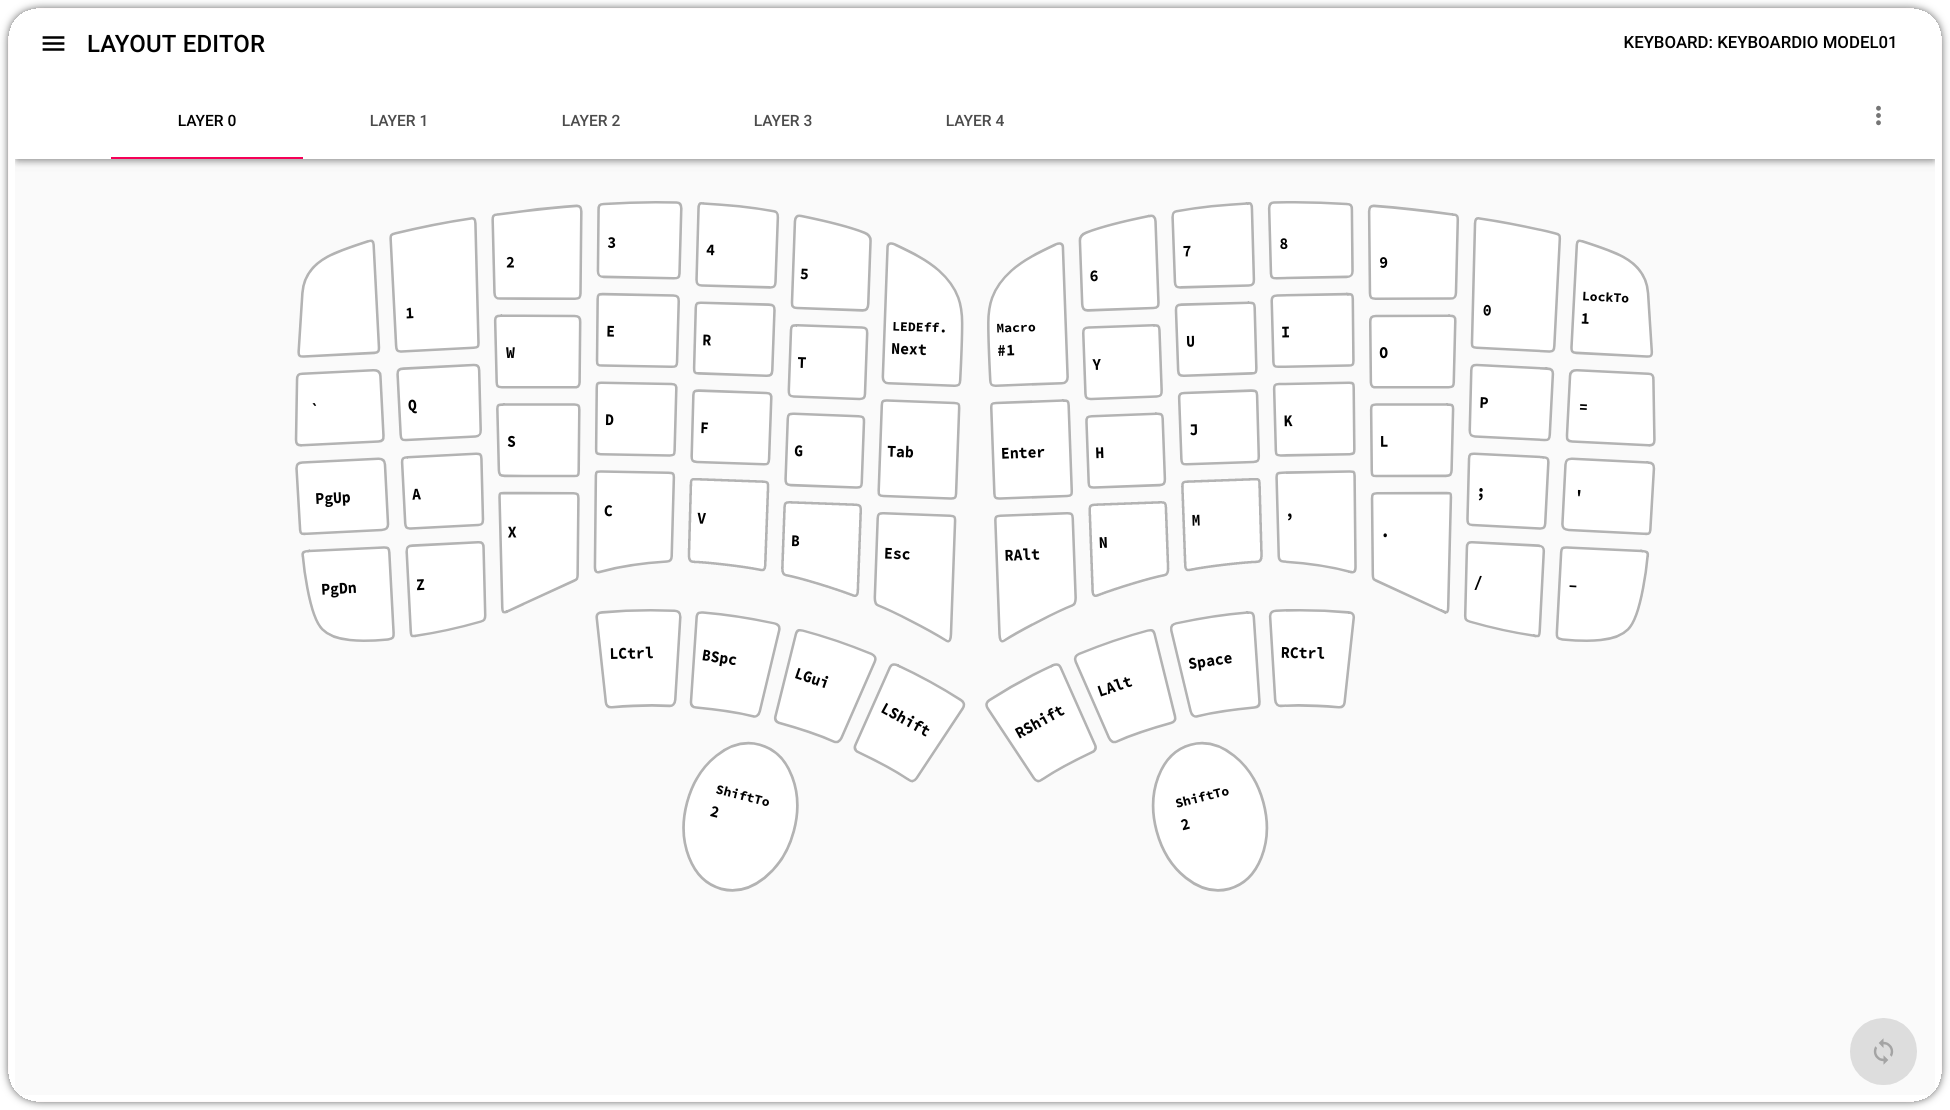 LAYOUT EDITOR
KEYBOARD: KEYBOARDIO MODEL01
LAYER 0
LAYER 1
LAYER 2
LAYER 3
LAYER 4
1
2
3
4
5
LEDEff.
Next
Macro
#1
6
7
8
9
0
LockTo
1
`
Q
W
E
R
T
Y
U
I
O
P
=
PgUp
A
S
D
F
G
Tab
Enter
H
J
K
L
;
'
PgDn
Z
X
C
V
B
Esc
RAlt
N
M
,
.
/
-
LCtrl
BSpc
LGui
LShift
RShift
LAlt
Space
RCtrl
ShiftTo
2
ShiftTo
2